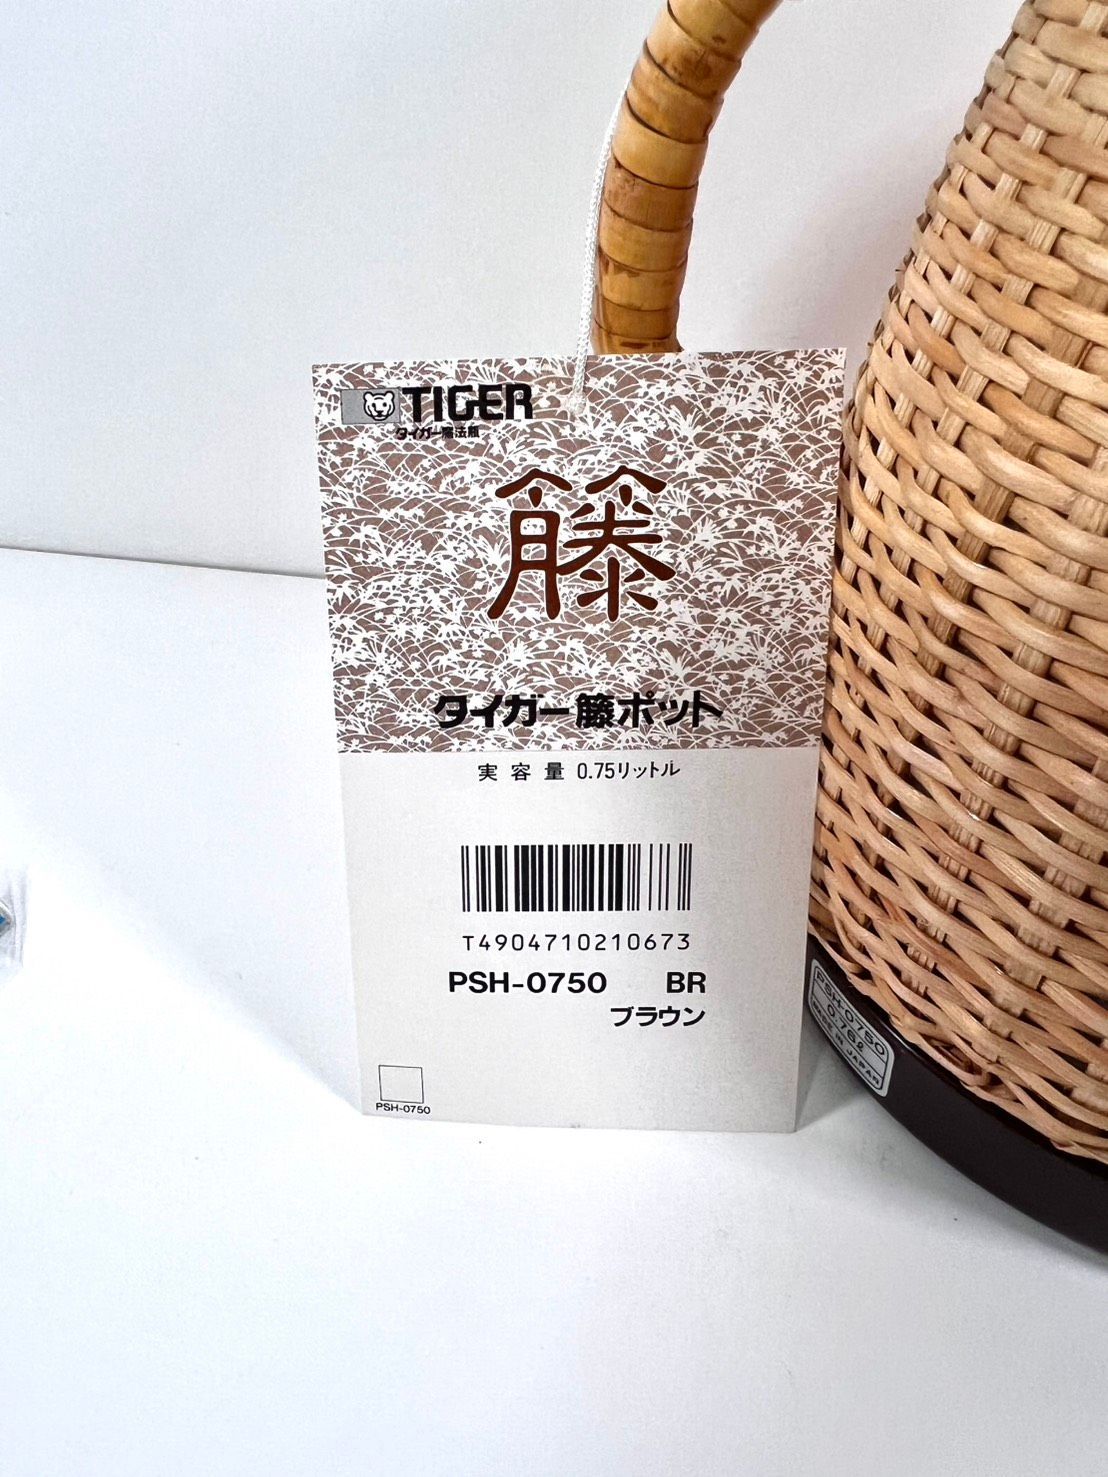 TIGER
タイガー魔法瓶
籐
タイガー籐ポット
実容量 0.75リットル
T4904710210673
PSH-0750 BR
ブラウン
PSH-0750
PSH-0750
0.75ℓ
MADE IN JAPAN